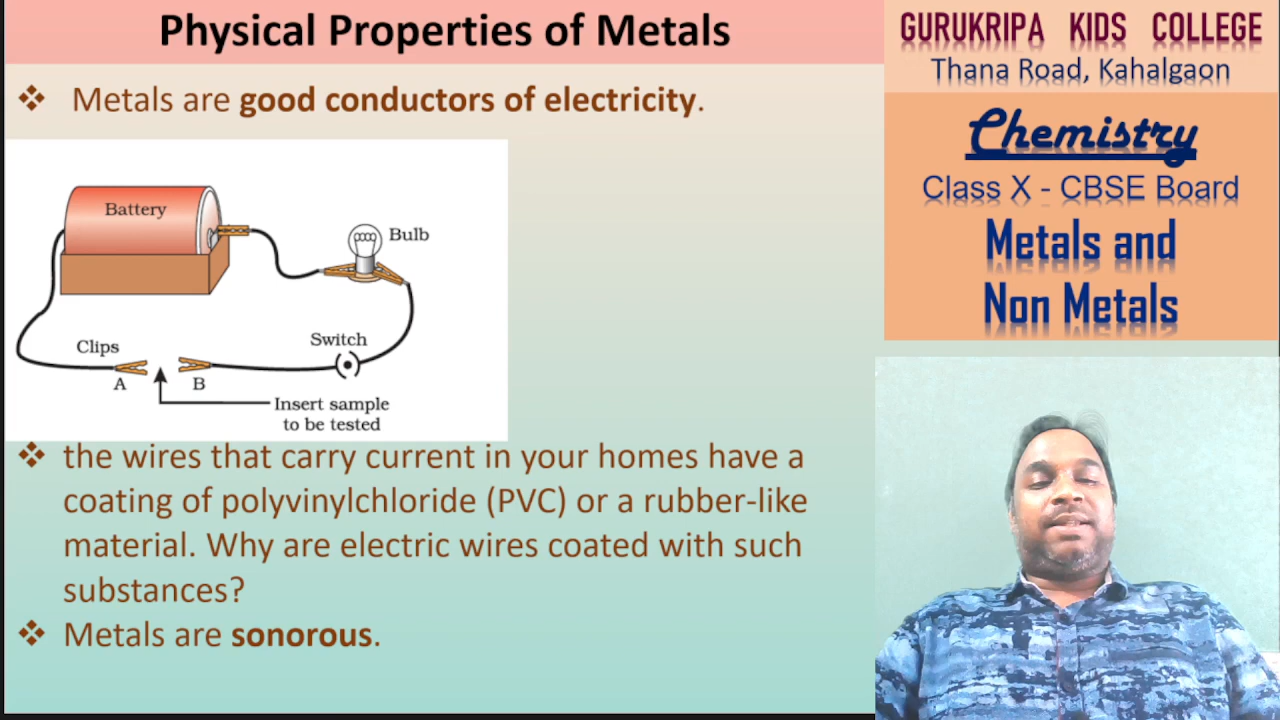 Physical Properties of Metals
❖ Metals are good conductors of electricity.
Battery
Bulb
Clips
Switch
A
B
Insert sample
to be tested
❖ the wires that carry current in your homes have a
coating of polyvinylchloride (PVC) or a rubber-like
material. Why are electric wires coated with such
substances?
❖ Metals are sonorous.
GURUKRIPA KIDS COLLEGE
Thana Road, Kahalgaon
Chemistry
Class X - CBSE Board
Metals and
Non Metals